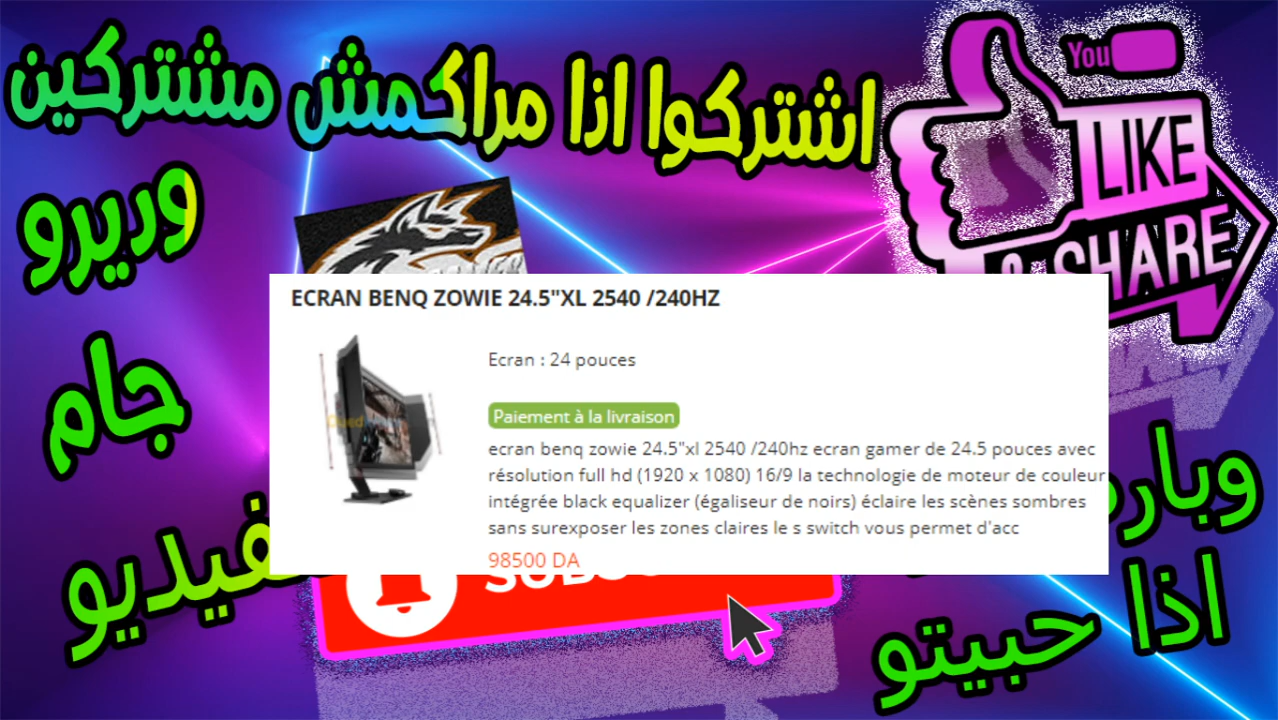 اشتركوا اذا مراكمش مشتركين
You
LIKE
& SHARE
وريرو
جام
ECRAN BENQ ZOWIE 24.5"XL 2540 /240HZ
Ecran : 24 pouces
Paiement à la livraison
ecran benq zowie 24.5"xl 2540 /240hz ecran gamer de 24.5 pouces avec
résolution full hd (1920 x 1080) 16/9 la technologie de moteur de couleur
intégrée black equalizer (égaliseur de noirs) éclaire les scènes sombres
sans surexposer les zones claires le s switch vous permet d'acc
98500 DA
لفيديو
اذا حبيتو